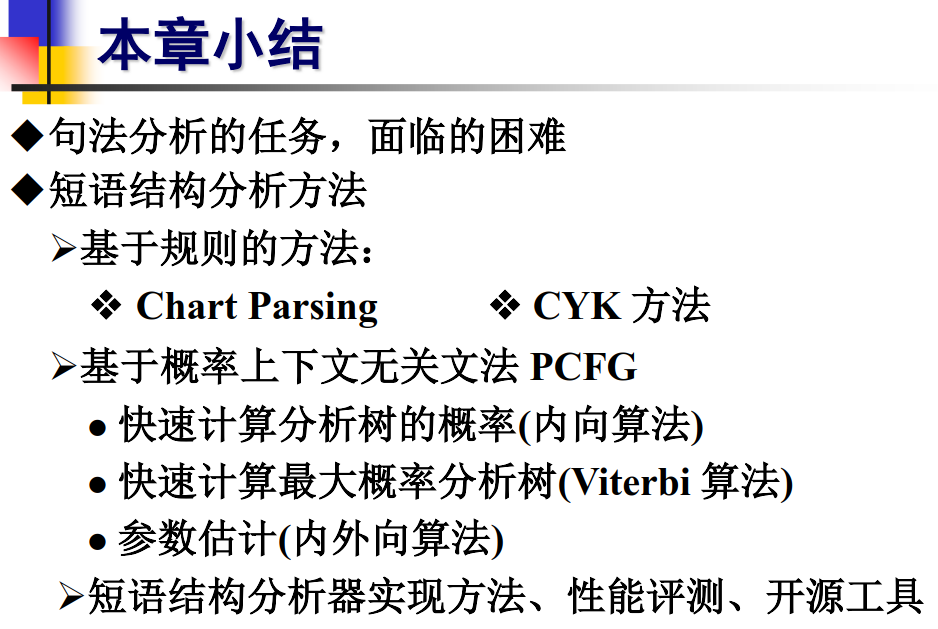 本章小结
◆句法分析的任务，面临的困难
◆短语结构分析方法
➢基于规则的方法：
❖ Chart Parsing ❖ CYK 方法
➢基于概率上下文无关文法 PCFG
● 快速计算分析树的概率(内向算法)
● 快速计算最大概率分析树(Viterbi 算法)
● 参数估计(内外向算法)
➢短语结构分析器实现方法、性能评测、开源工具